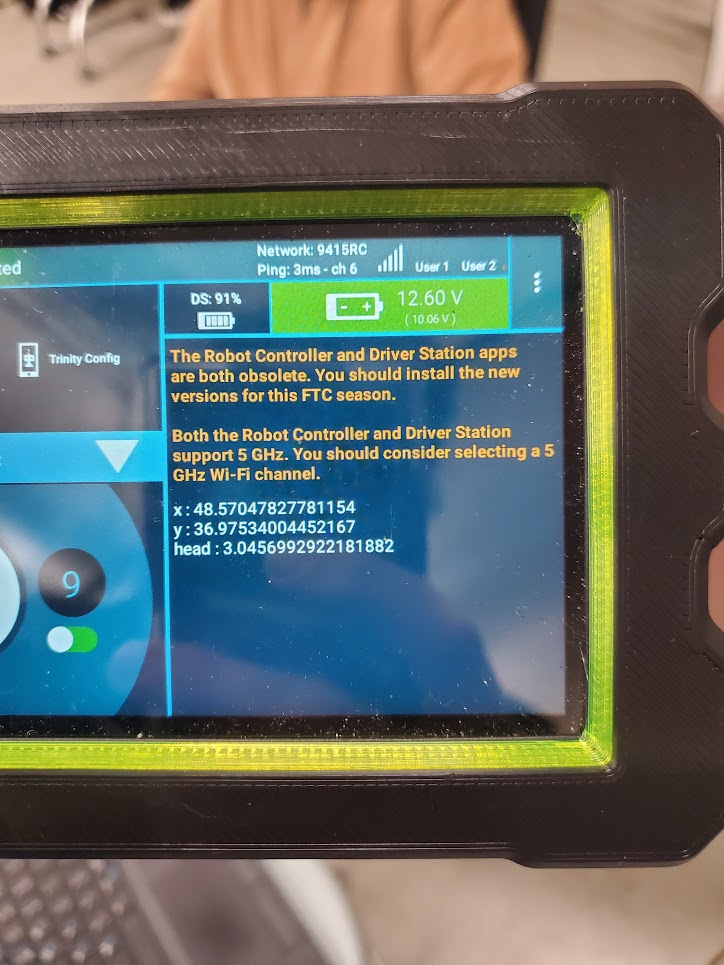 ted
Network: 9415RC
Ping: 3ms - ch 6
User 1 User 2
DS: 91%
12.60 V
( 10.06 V )
Trinity Config
The Robot Controller and Driver Station apps
are both obsolete. You should install the new
versions for this FTC season.
Both the Robot Controller and Driver Station
support 5 GHz. You should consider selecting a 5
GHz Wi-Fi channel.
x : 48.57047827781154
y : 36.97534004452167
head : 3.0456992922181882
9